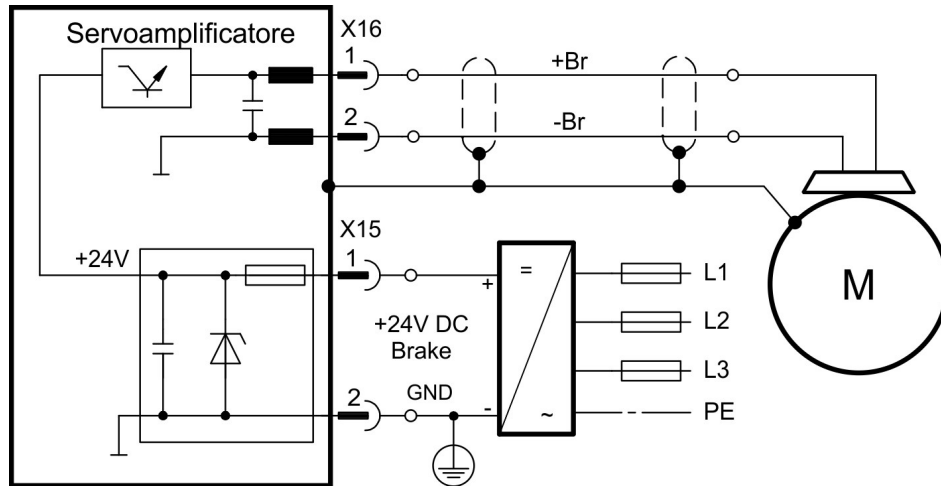 Servoamplificatore
X16
1
+Br
2
-Br
X15
+24V
1
+
=
L1
+24V DC
Brake
L2
L3
M
2
GND
-
~
PE